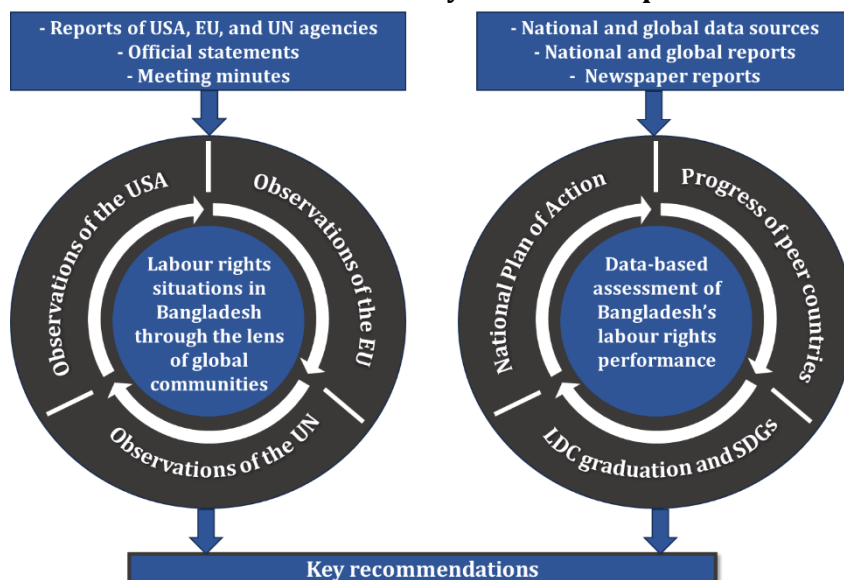 - Reports of USA, EU, and UN agencies
- Official statements
- Meeting minutes
- National and global data sources
- National and global reports
- Newspaper reports
Observations of the USA
Observations of the EU
Observations of the UN
Labour rights
situations in
Bangladesh
through the lens
of global
communities
National Plan of Action
Progress of peer countries
LDC graduation and SDGs
Data-based
assessment of
Bangladesh's
labour rights
performance
Key recommendations